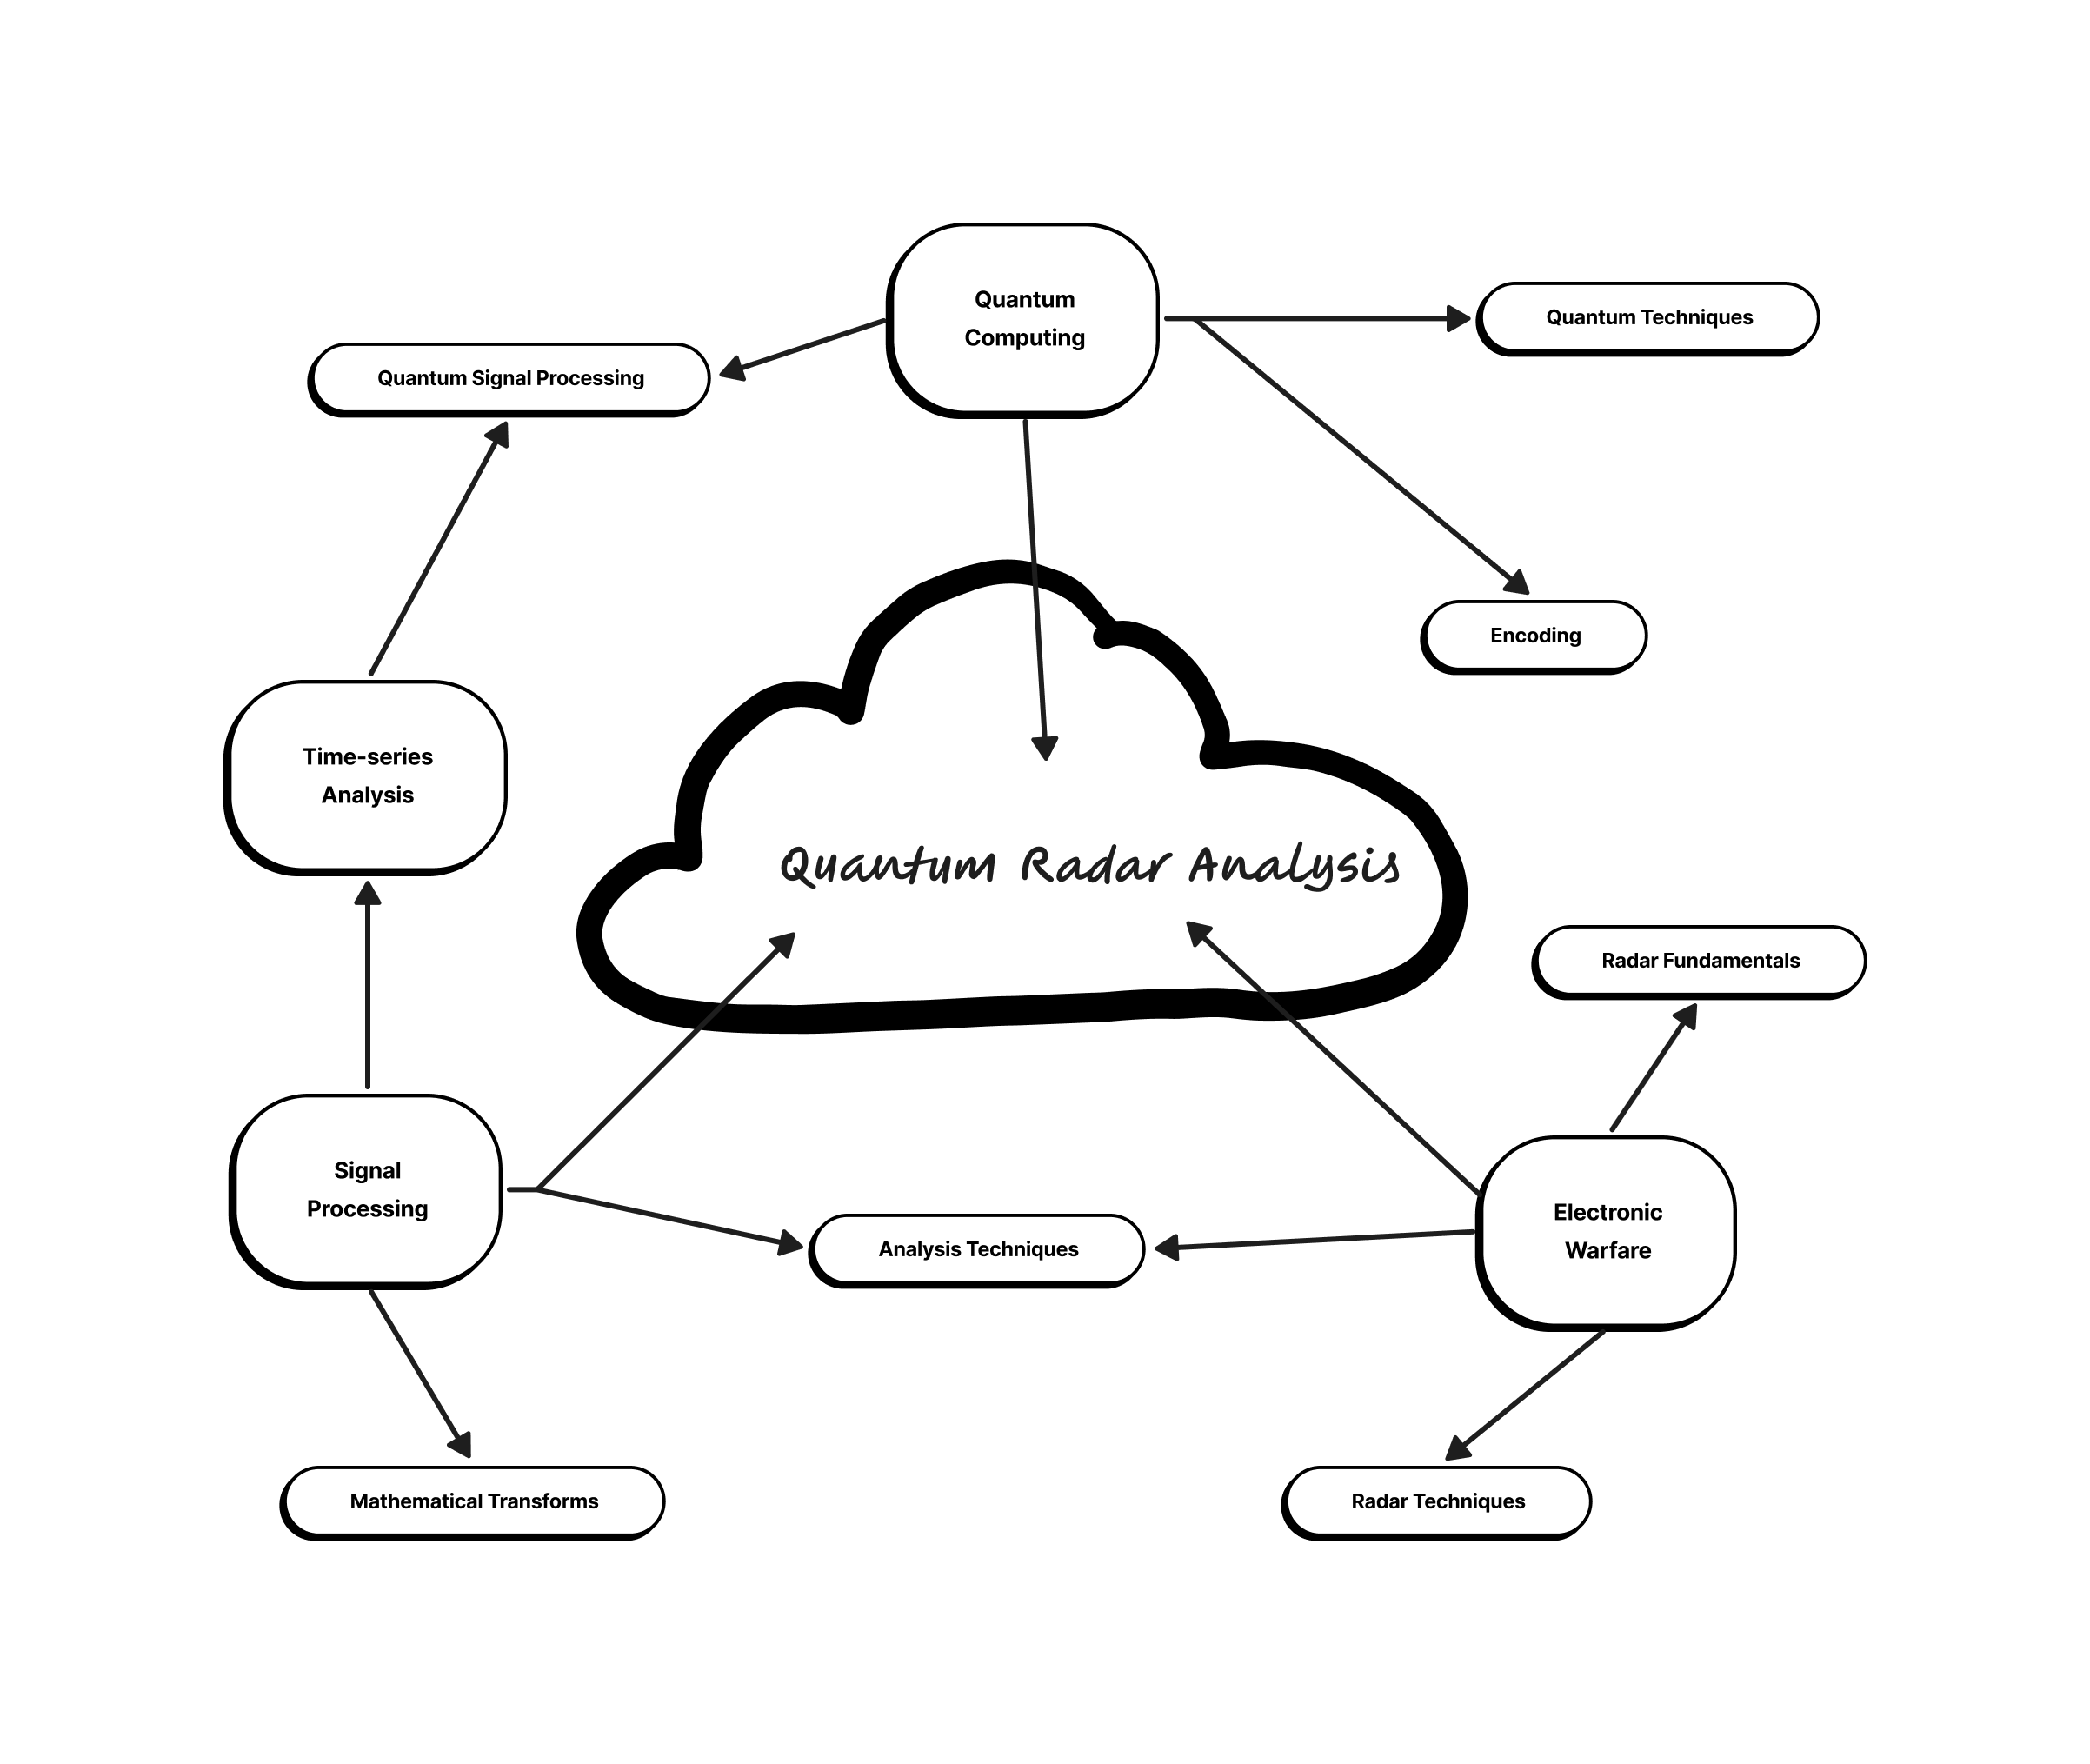 Quantum
Computing
Quantum Techniques
Quantum Signal Processing
Encoding
Time-series
Analysis
Quantum Radar Analysis
Radar Fundamentals
Signal
Processing
Electronic
Warfare
Analysis Techniques
Mathematical Transforms
Radar Techniques